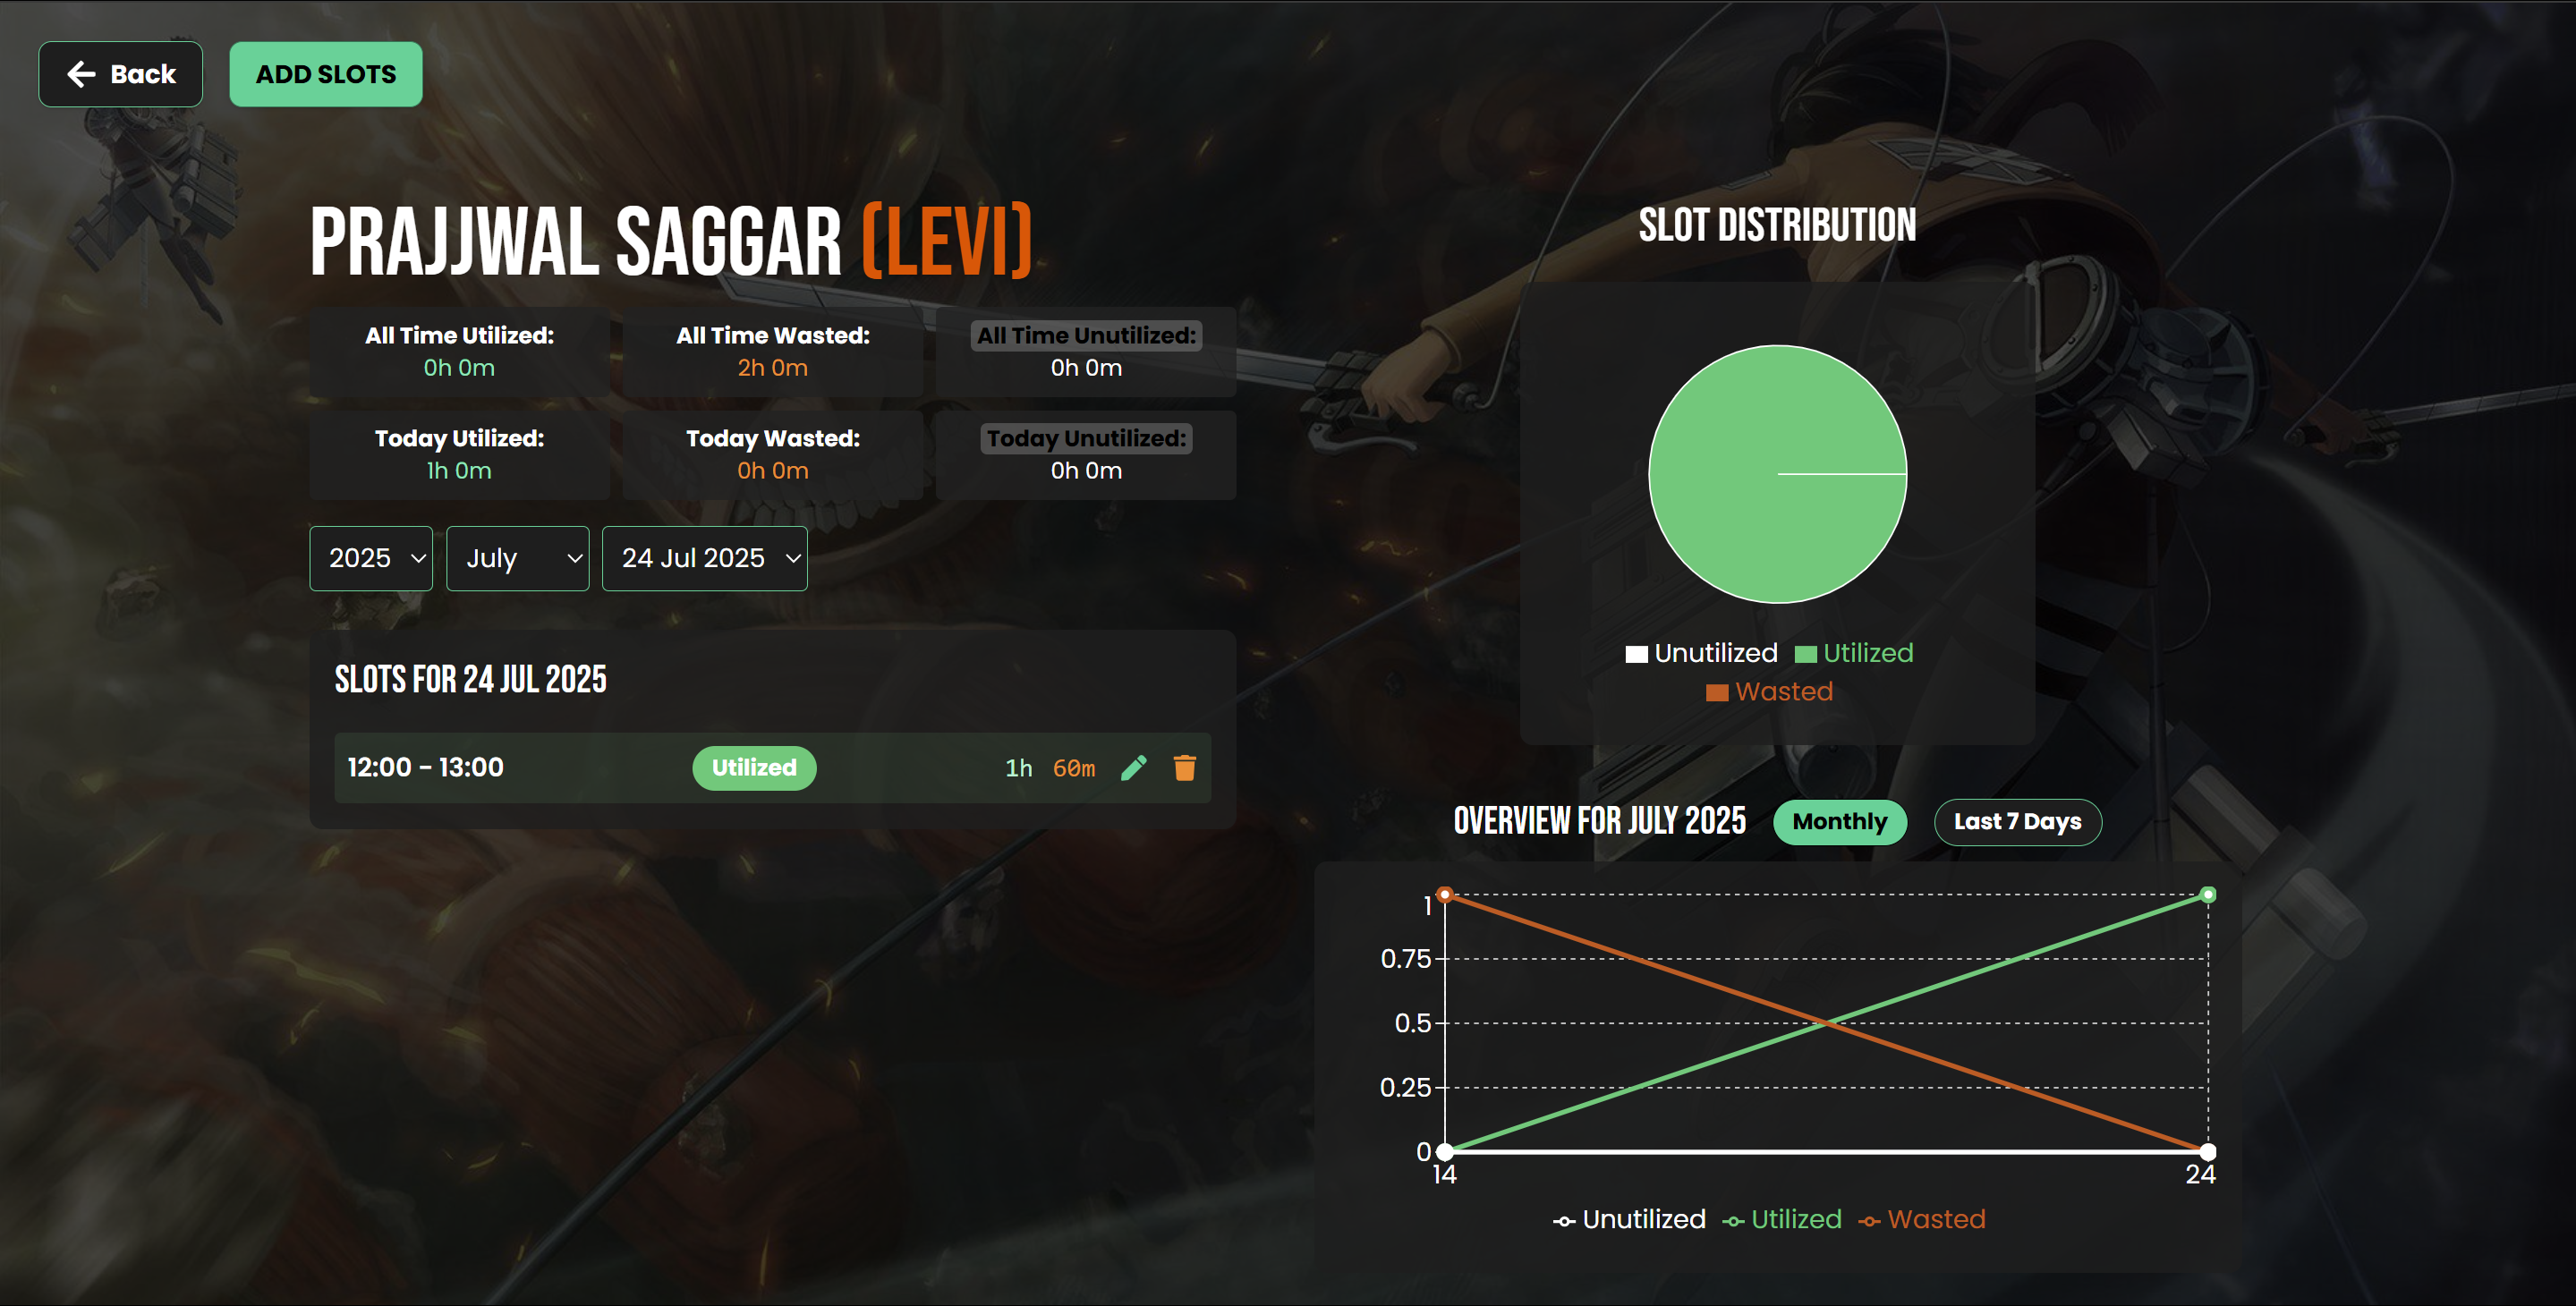 Back
ADD SLOTS
PRAJJWAL SAGGAR (LEVI)
All Time Utilized:
0h 0m
All Time Wasted:
2h 0m
All Time Unutilized:
0h 0m
Today Utilized:
1h 0m
Today Wasted:
0h 0m
Today Unutilized:
0h 0m
2025
July
24 Jul 2025
SLOTS FOR 24 JUL 2025
12:00 - 13:00 Utilized 1h 60m
SLOT DISTRIBUTION
Unutilized Utilized
Wasted
OVERVIEW FOR JULY 2025 Monthly Last 7 Days
1
0.75
0.5
0.25
0
14 24
Unutilized Utilized Wasted